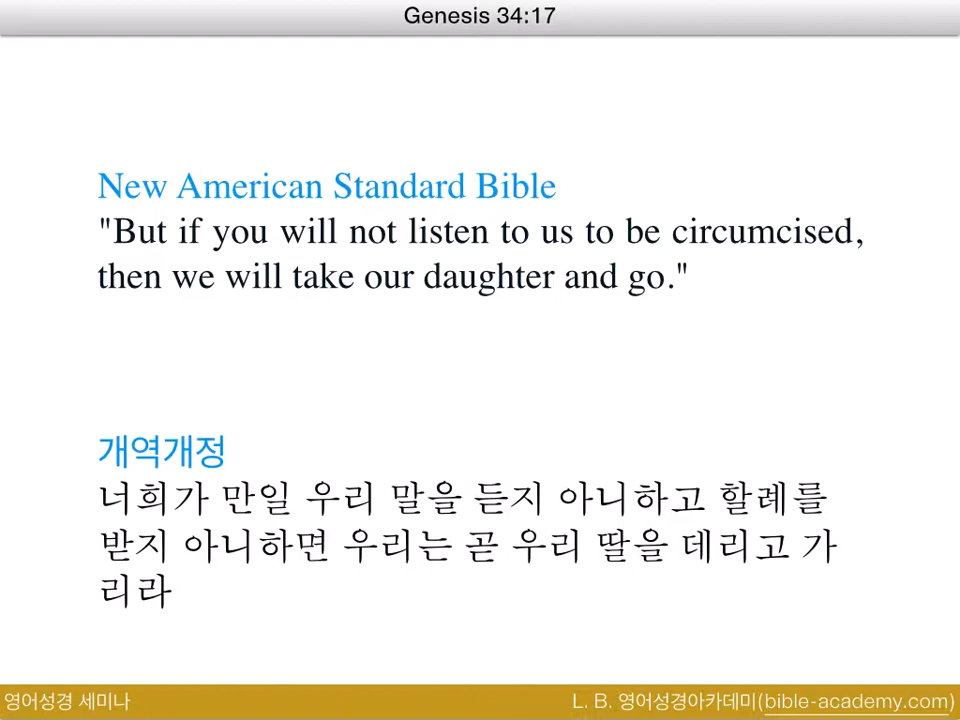 Genesis 34:17
New American Standard Bible
"But if you will not listen to us to be circumcised,
then we will take our daughter and go."
개역개정
너희가 만일 우리 말을 듣지 아니하고 할례를
받지 아니하면 우리는 곧 우리 딸을 데리고 가
리라
영어성경 세미나
L. B. 영어성경아카데미(bible-academy.com)